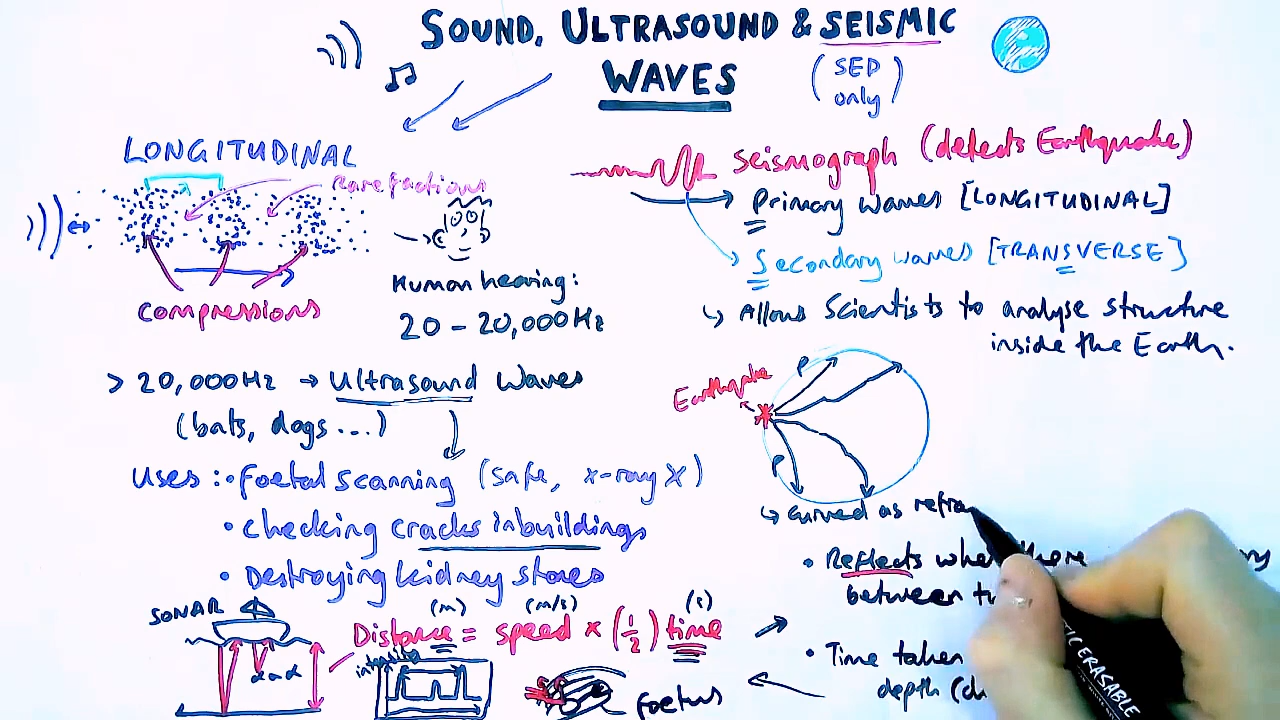 SOUND, ULTRASOUND & SEISMIC
WAVES
(SEP
only)
LONGITUDINAL
Rarefactions
compressions
Human hearing:
20 - 20,000Hz
> 20,000Hz → Ultrasound Waves
(bats, dogs ...)
Uses : • Foetal scanning (safe, x-ray X)
• checking cracks in buildings
• Destroying kidney stones
SONAR
(m) (m/s) (s)
Distance = speed × (1/2) time
Foetus
Seismograph (detects Earthquake)
Primary waves [LONGITUDINAL]
Secondary waves [TRANSVERSE]
↳ Allows Scientists to analyse structure
inside the Earth.
Earthquake
P
P
↳ curved as refra
• Reflects when there
between
• Time taken
depth
ERASABLE